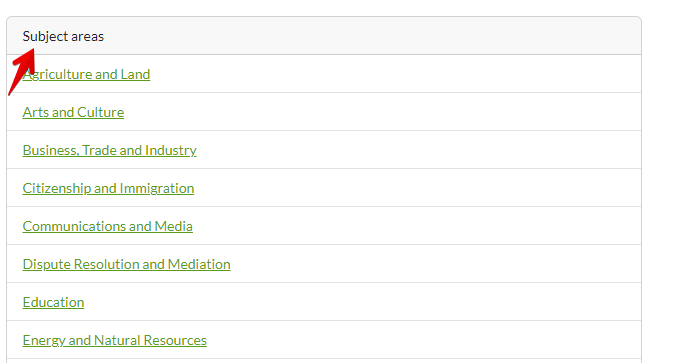 Subject areas
Agriculture and Land
Arts and Culture
Business, Trade and Industry
Citizenship and Immigration
Communications and Media
Dispute Resolution and Mediation
Education
Energy and Natural Resources